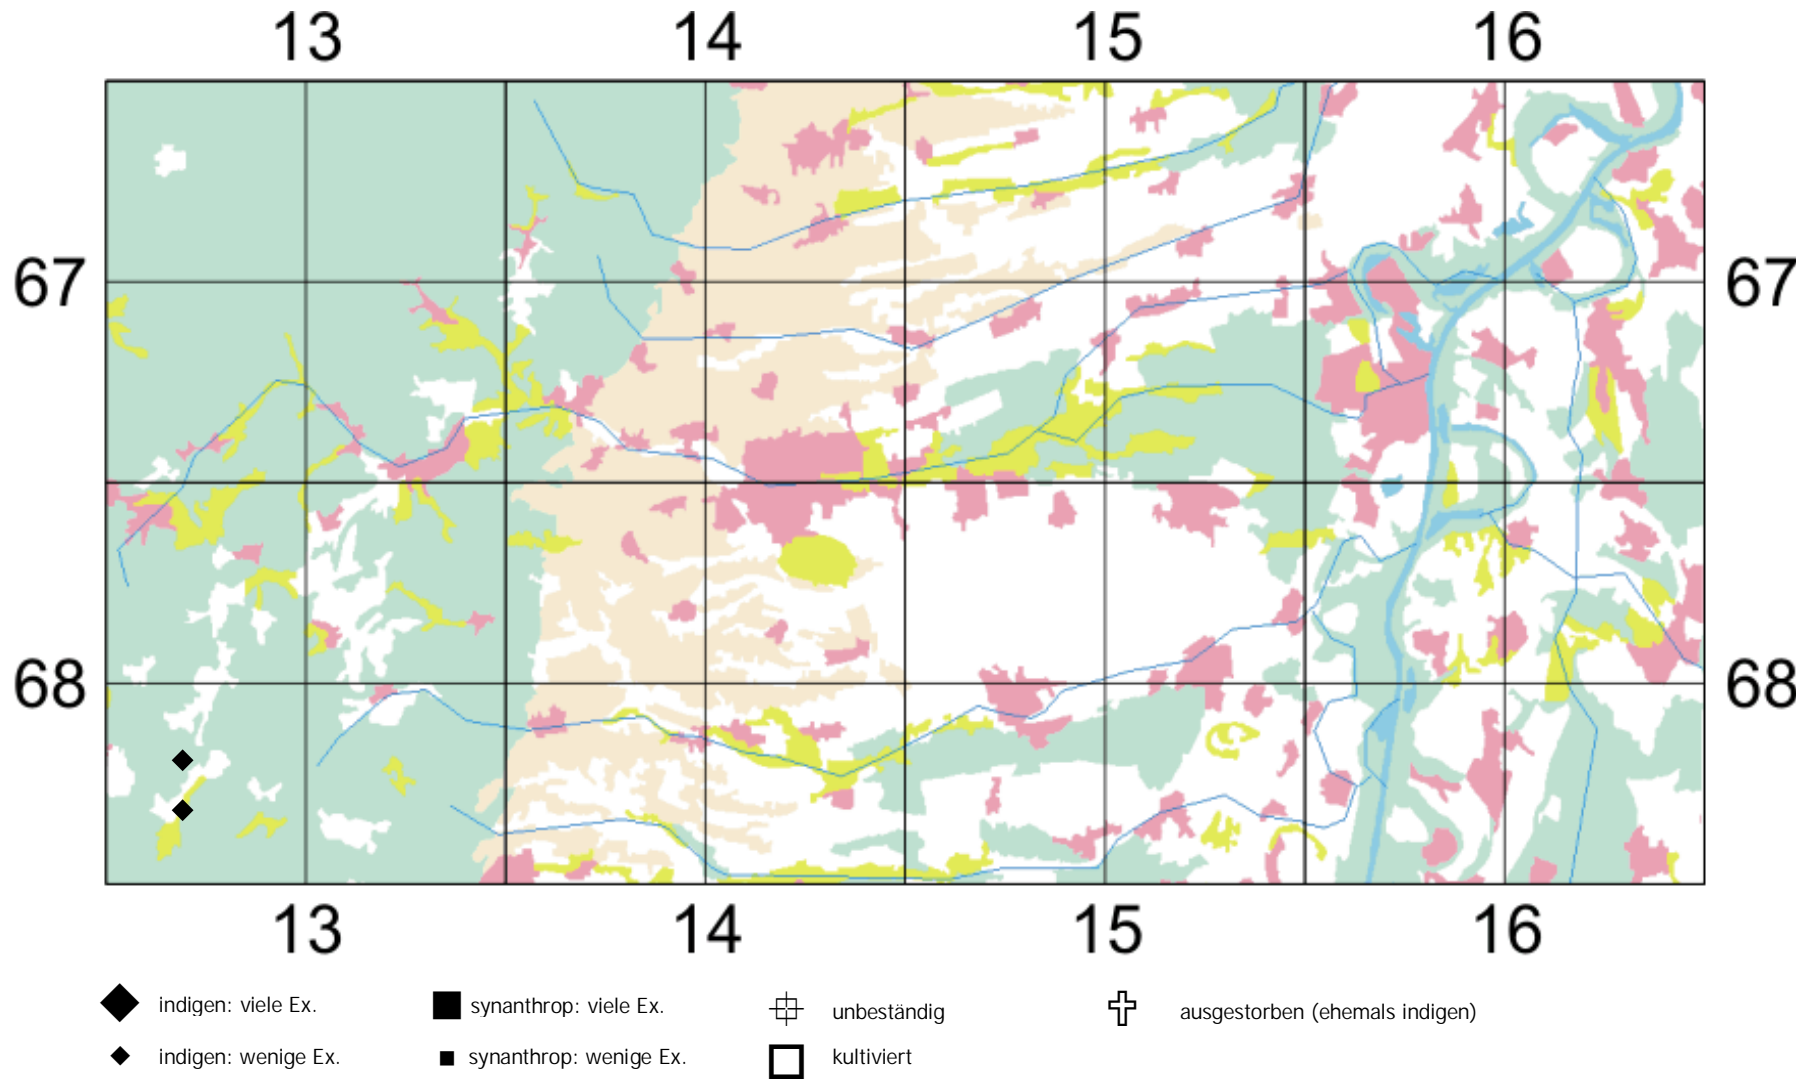 13 14 15 16
67 67
68 68
13 14 15 16
indigen: viele Ex. synanthrop: viele Ex. unbeständig ausgestorben (ehemals indigen)
indigen: wenige Ex. synanthrop: wenige Ex. kultiviert